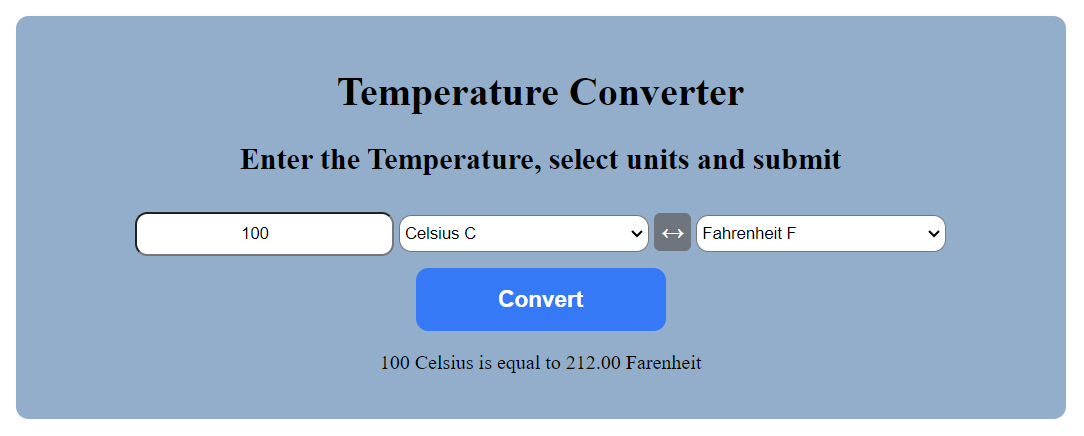 Temperature Converter
Enter the Temperature, select units and submit
100 Celsius C ↔ Fahrenheit F
Convert
100 Celsius is equal to 212.00 Farenheit